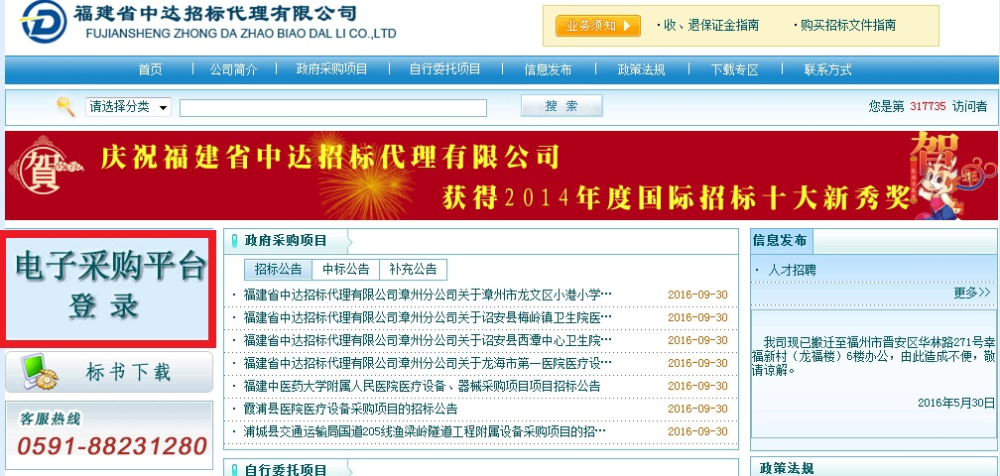 福建省中达招标代理有限公司
FUJIANSHENG ZHONG DA ZHAO BIAO DAL LI CO.,LTD
业务须知 ·收、退保证金指南 ·购买招标文件指南
首页 公司简介 政府采购项目 自行委托项目 信息发布 政策法规 下载专区 联系方式
请选择分类 搜 索 您是第 317735 访问者
庆祝福建省中达招标代理有限公司
获得2014年度国际招标十大新秀奖
賀
贺
电子采购平台
登 录
标书下载
客服热线
0591-88231280
政府采购项目
招标公告 中标公告 补充公告
·福建省中达招标代理有限公司漳州分公司关于漳州市龙文区小港小学… 2016-09-30
·福建省中达招标代理有限公司漳州分公司关于诏安县梅岭镇卫生院医… 2016-09-30
·福建省中达招标代理有限公司漳州分公司关于诏安县西潭中心卫生院… 2016-09-30
·福建省中达招标代理有限公司漳州分公司关于龙海市第一医院医疗设… 2016-09-30
·福建中医药大学附属人民医院医疗设备、器械采购项目项目招标公告 2016-09-30
·霞浦县医院医疗设备采购项目的招标公告 2016-09-30
·浦城县交通运输局国道205线渔梁岭隧道工程附属设备采购项目的招… 2016-09-30
自行委托项目
信息发布
·人才招聘
更多>>
我司现已搬迁至福州市晋安区华林路271号幸
福新村（龙福楼）6楼办公，由此造成不便，敬
请谅解。
2016年5月30日
政策法规